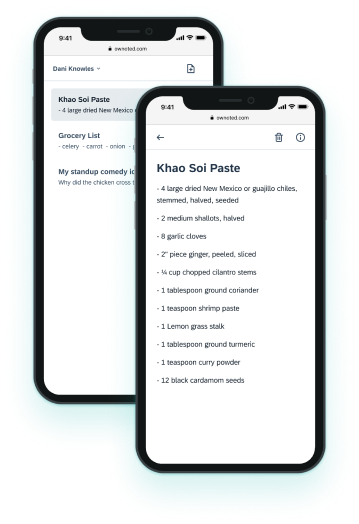 9:41
ownoted.com
Dani Knowles
Khao Soi Paste
- 4 large dried New Mexico
Grocery List
- celery - carrot - onion
My standup comedy
Why did the chicken cross
9:41
ownoted.com
Khao Soi Paste
- 4 large dried New Mexico or guajillo chiles,
stemmed, halved, seeded
- 2 medium shallots, halved
- 8 garlic cloves
- 2" piece ginger, peeled, sliced
- ¼ cup chopped cilantro stems
- 1 tablespoon ground coriander
- 1 teaspoon shrimp paste
- 1 Lemon grass stalk
- 1 tablespoon ground turmeric
- 1 teaspoon curry powder
- 12 black cardamom seeds